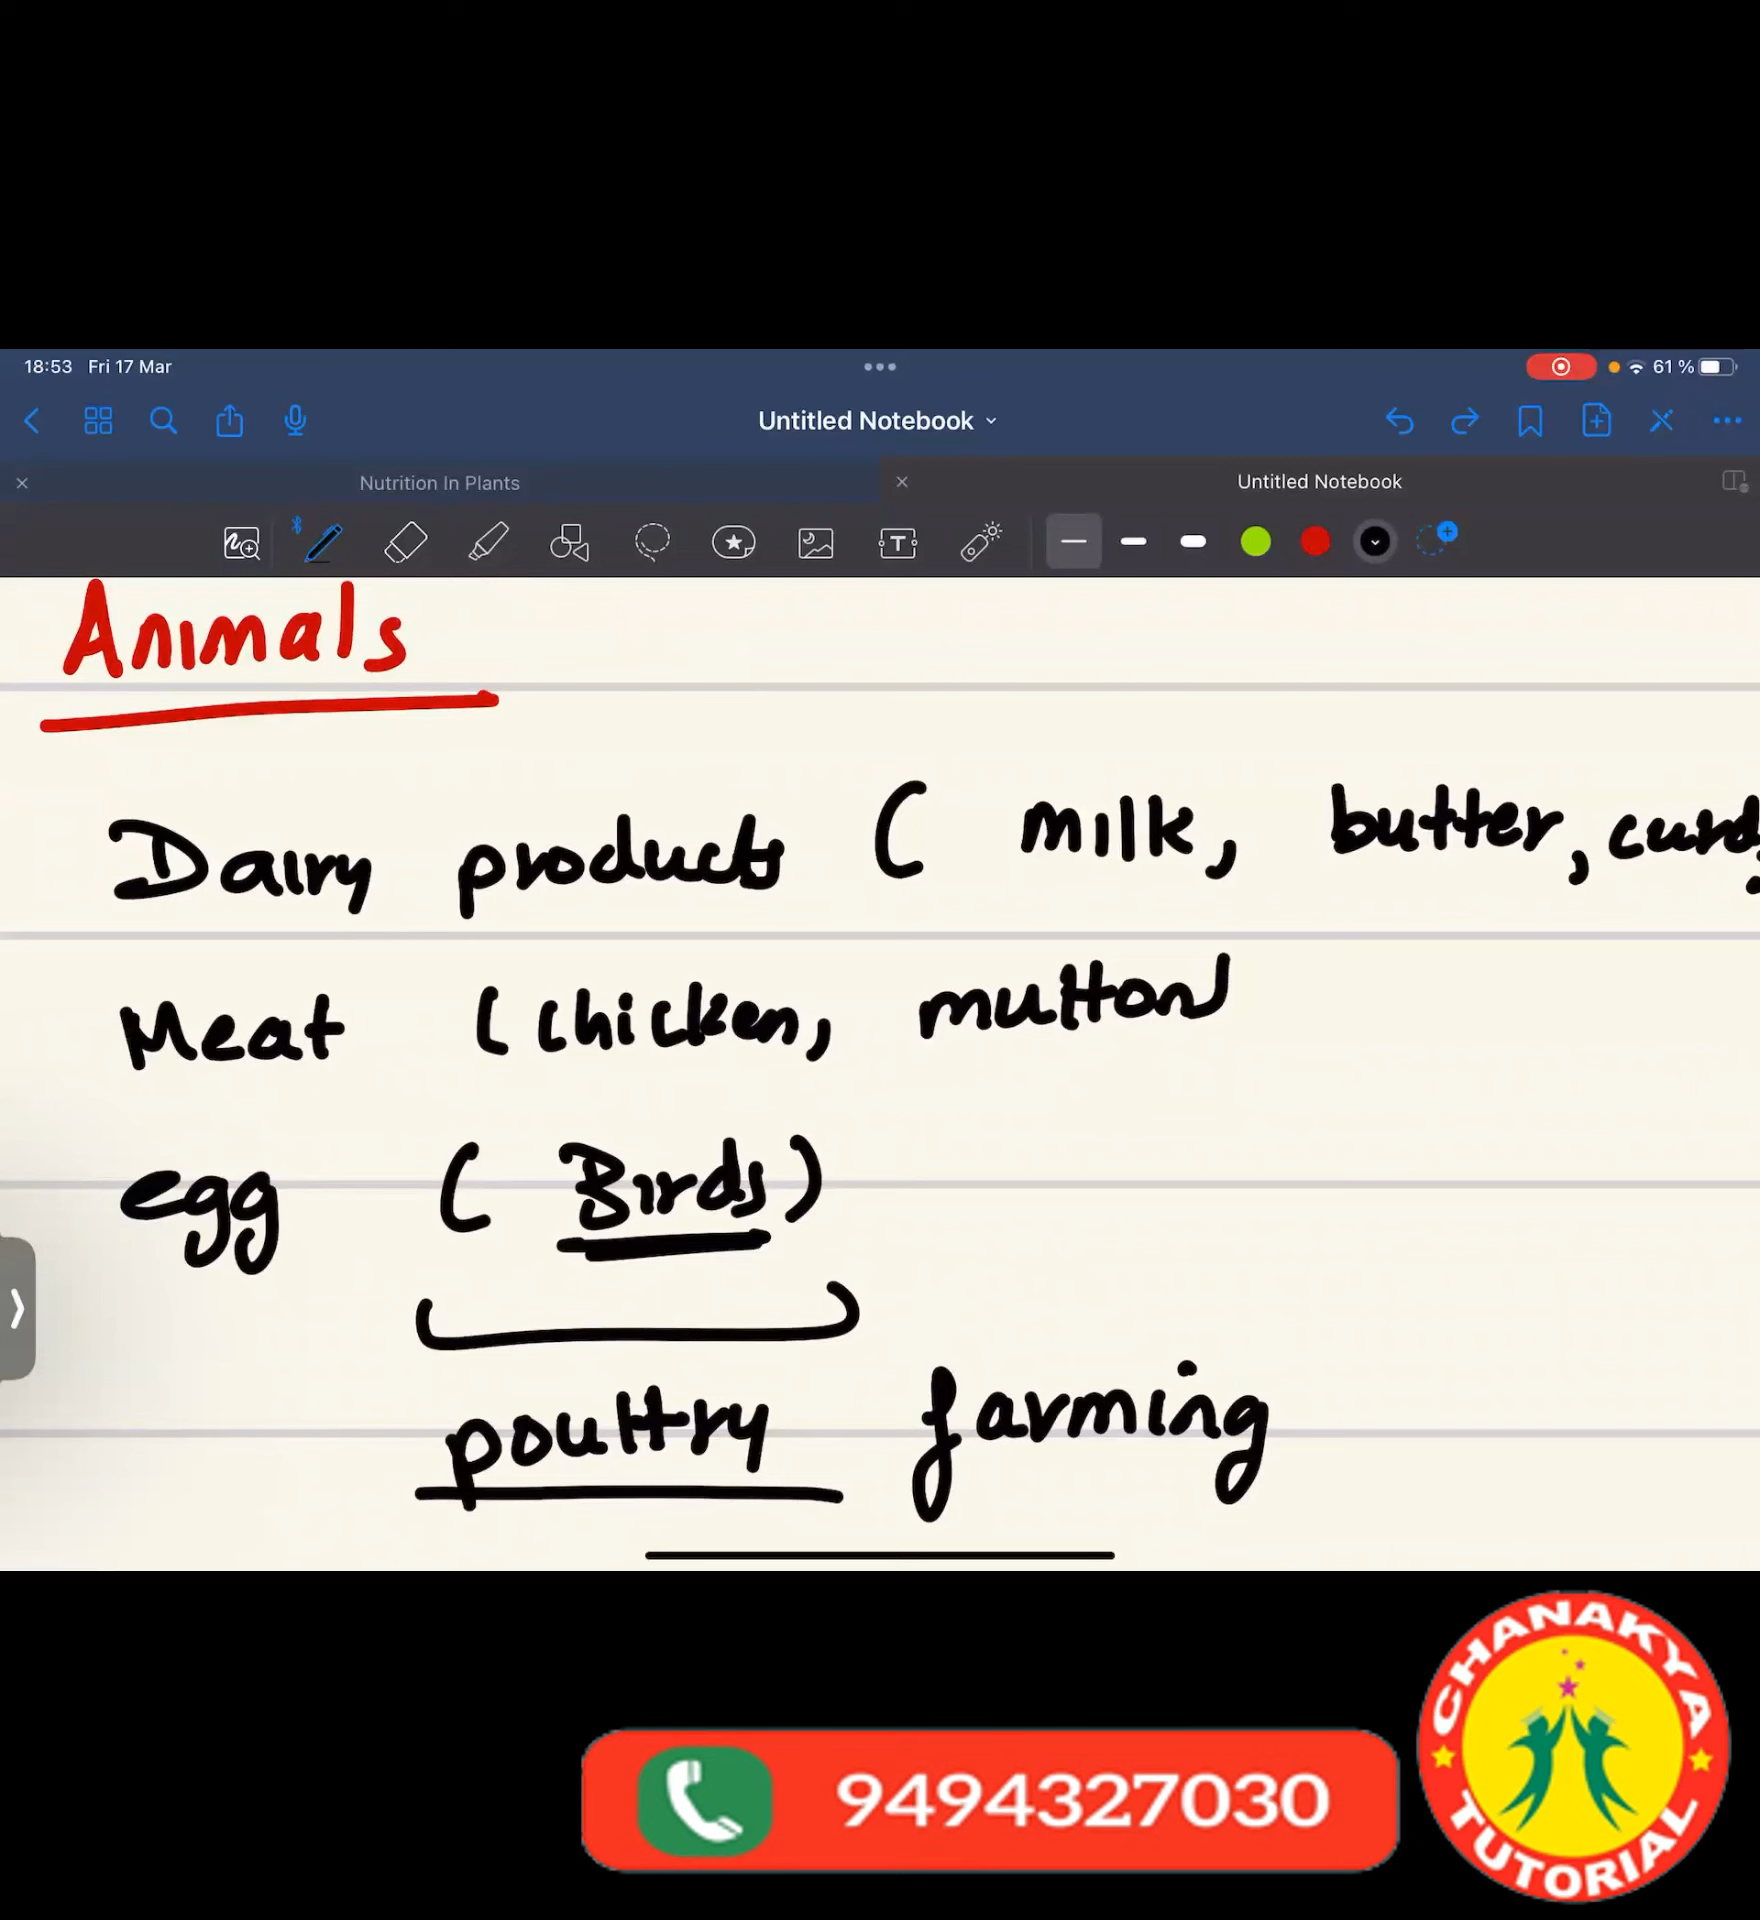 18:53 Fri 17 Mar
61 %
Untitled Notebook
Nutrition In Plants
Untitled Notebook
T
Animals
Dairy products ( milk, butter, curd,
Meat (chicken, mutton)
egg (Birds)
poultry farming
9494327030
CHANAKYA
TUTORIAL